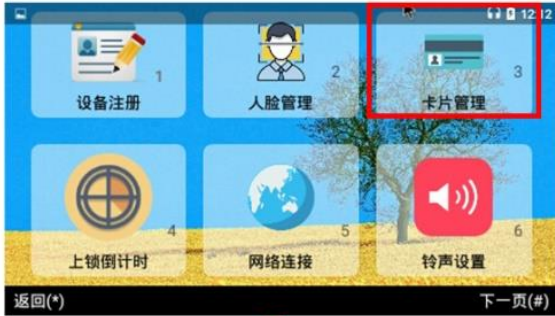 12:12
1
2
3
设备注册
人脸管理
卡片管理
4
5
6
上锁倒计时
网络连接
铃声设置
返回(*)
下一页(#)